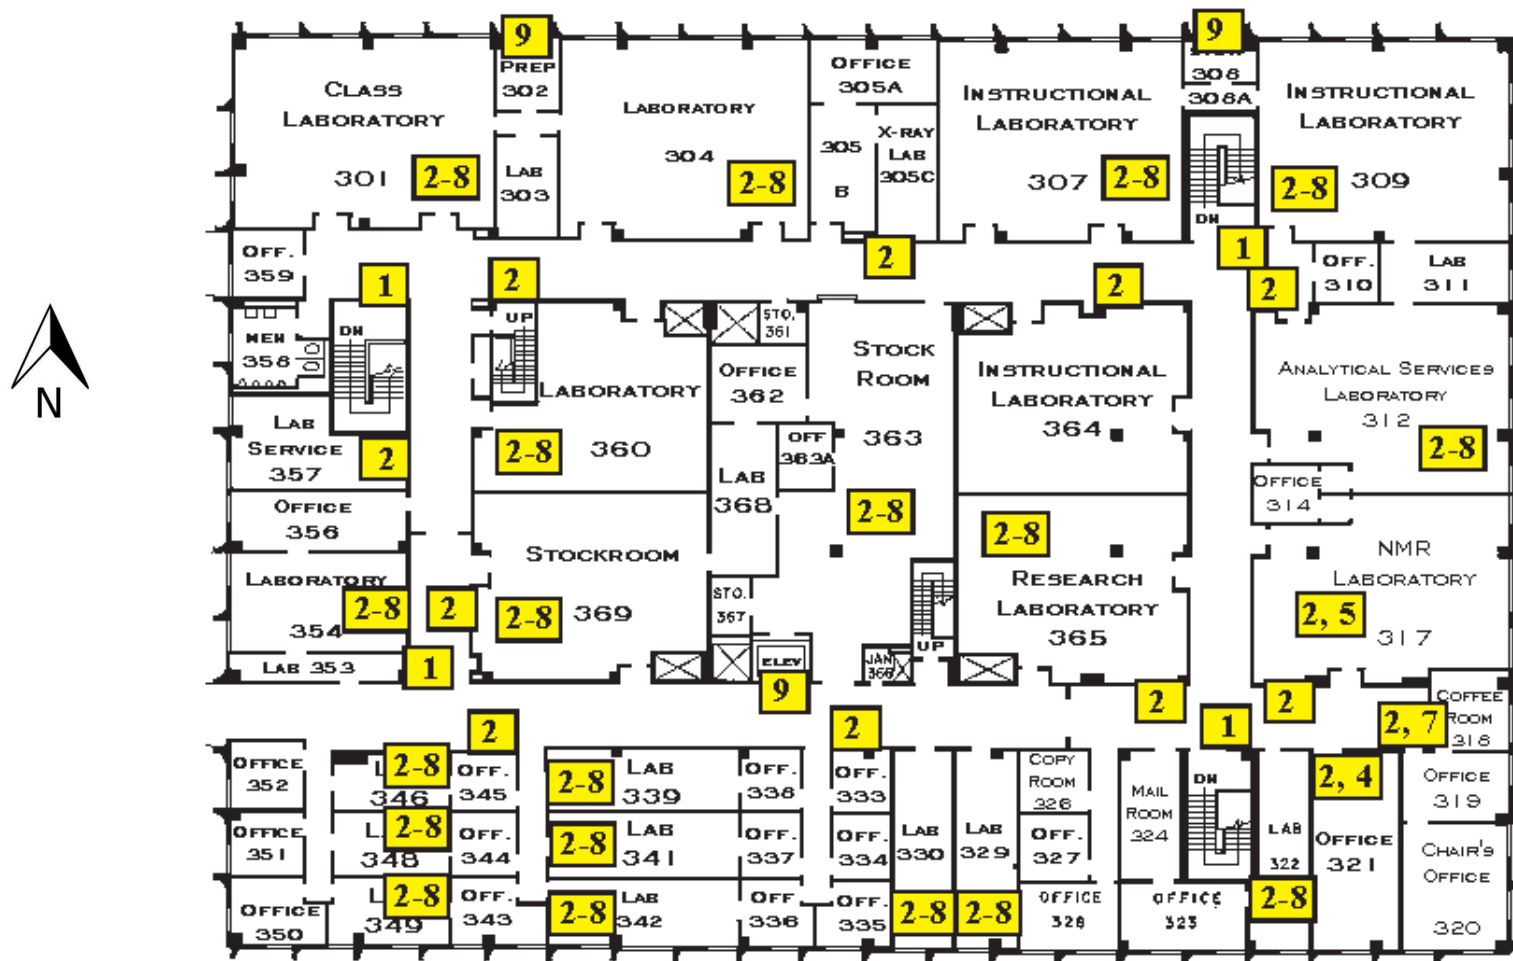 9
9
PREP
302
OFFICE
305A
308
308A
CLASS
LABORATORY
301
2-8
LAB
303
LABORATORY
304
2-8
305
B
X-RAY
LAB
305C
INSTRUCTIONAL
LABORATORY
307
2-8
DN
INSTRUCTIONAL
LABORATORY
309
2-8
OFF.
359
1
2
2
2
1
2
OFF.
310
LAB
311
MEN
358
DN
UP
LABORATORY
360
2-8
STO.
361
OFFICE
362
STOCK
ROOM
363
OFF
363A
LAB
368
2-8
INSTRUCTIONAL
LABORATORY
364
ANALYTICAL SERVICES
LABORATORY
312
2-8
N
LAB
SERVICE
357
2
OFFICE
356
OFFICE
314
LABORATORY
354
2-8
2
STOCKROOM
369
2-8
STO.
367
2-8
RESEARCH
LABORATORY
365
NMR
LABORATORY
2, 5
317
LAB 353
1
ELEV
9
JAN
366
UP
2
1
2
2, 7
COFFEE
ROOM
318
2
2
OFFICE
352
2-8
346
OFF.
345
2-8
LAB
339
OFF.
338
OFF.
333
COPY
ROOM
326
MAIL
ROOM
324
DN
2, 4
OFFICE
319
OFFICE
351
2-8
348
OFF.
344
2-8
LAB
341
OFF.
337
OFF.
334
LAB
330
LAB
329
OFF.
327
LAB
322
OFFICE
321
CHAIR'S
OFFICE
320
OFFICE
350
2-8
349
OFF.
343
2-8
LAB
342
OFF.
336
OFF.
335
2-8
2-8
OFFICE
328
OFFICE
323
2-8